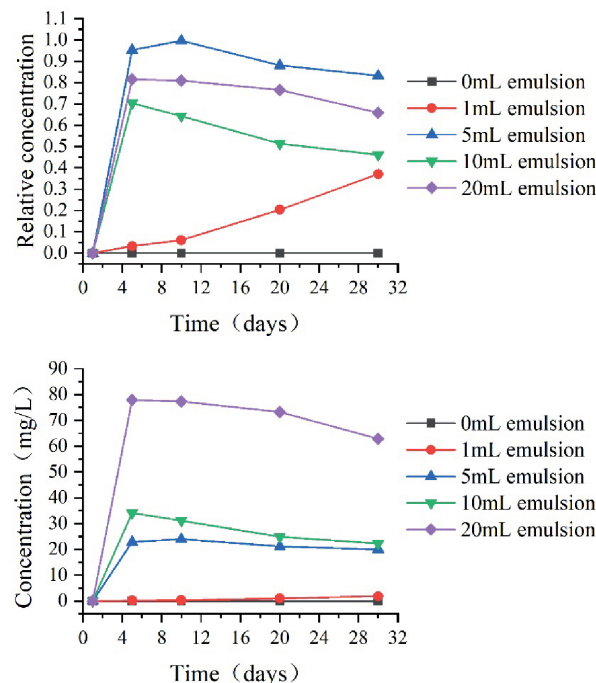 1.1
1.0
0.9
0.8
0.7
0.6
0.5
0.4
0.3
0.2
0.1
0.0
Relative concentration
0 4 8 12 16 20 24 28 32
Time（days）
0mL emulsion
1mL emulsion
5mL emulsion
10mL emulsion
20mL emulsion
90
80
70
60
50
40
30
20
10
0
Concentration（mg/L）
0 4 8 12 16 20 24 28 32
Time（days）
0mL emulsion
1mL emulsion
5mL emulsion
10mL emulsion
20mL emulsion